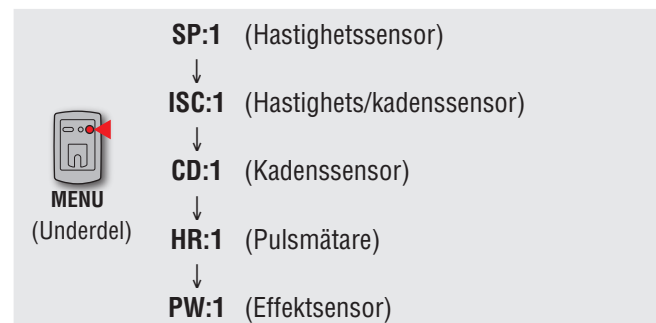 SP:1 (Hastighetssensor)
↓
ISC:1 (Hastighets/kadenssensor)
↓
CD:1 (Kadenssensor)
↓
HR:1 (Pulsmätare)
↓
PW:1 (Effektsensor)
MENU
(Underdel)